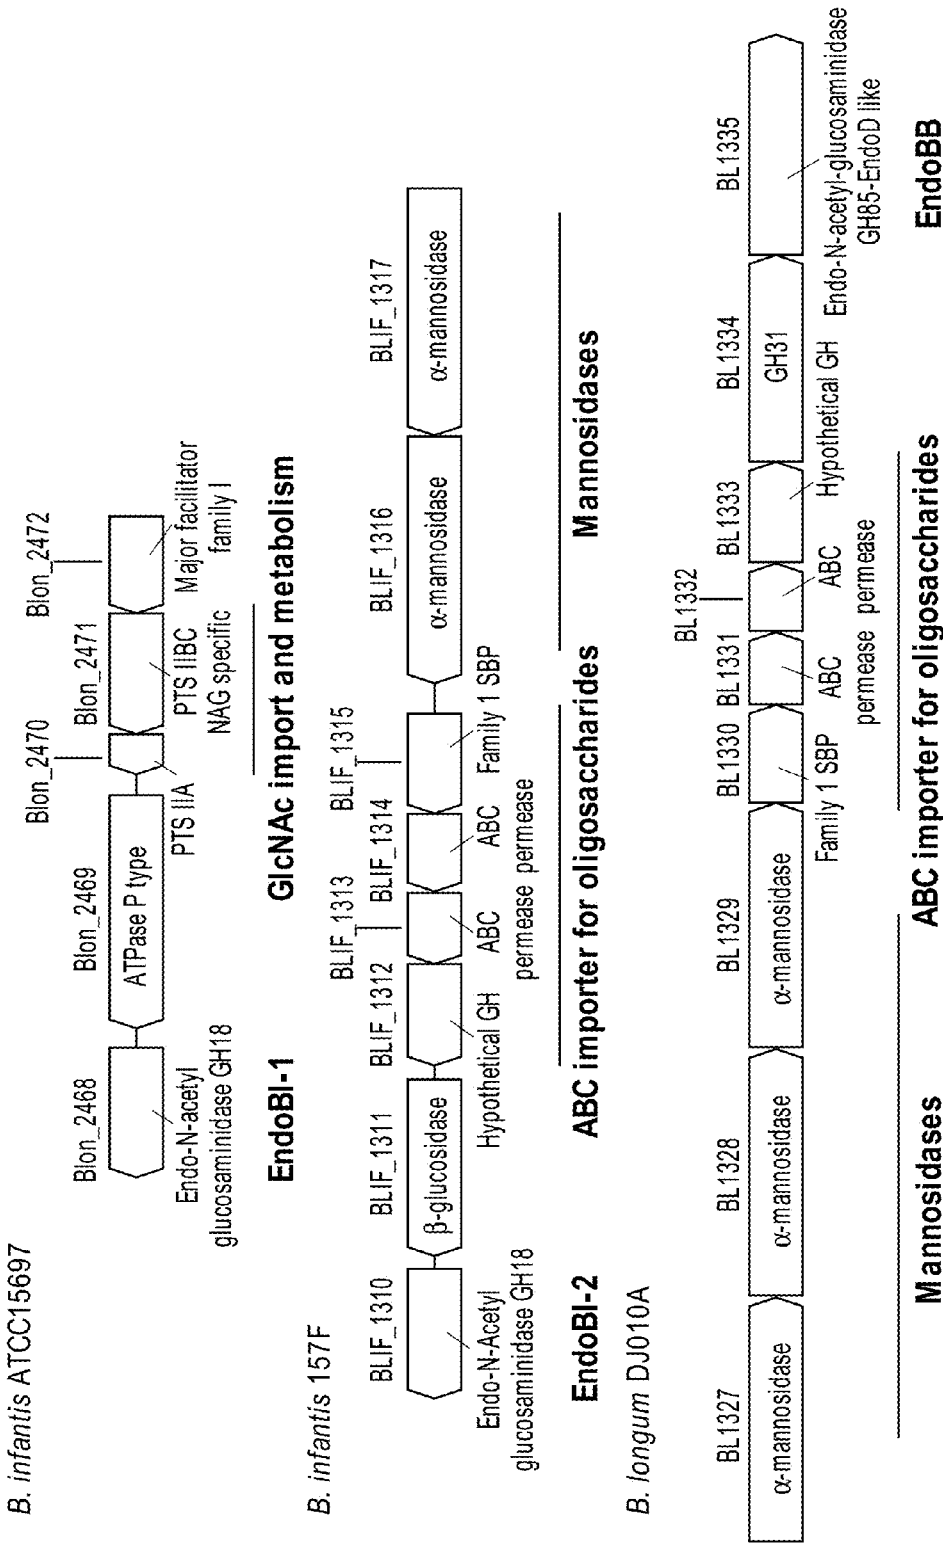 B. infantis ATCC15697
Blon_2468
Blon_2469
Blon_2470
Blon_2471
Blon_2472
ATPase P type
Endo-N-acetyl
glucosaminidase GH18
PTS IIA
PTS IIBC
NAG specific
Major facilitator
family I
EndoBI-1
GlcNAc import and metabolism
B. infantis 157F
BLIF_1310
BLIF_1311
BLIF_1312
BLIF_1313
BLIF_1314
BLIF_1315
BLIF_1316
BLIF_1317
β-glucosidase
α-mannosidase
α-mannosidase
Endo-N-Acetyl
glucosaminidase GH18
Hypothetical GH
ABC
permease
ABC
permease
Family 1 SBP
EndoBI-2
ABC importer for oligosaccharides
Mannosidases
B. longum DJ010A
BL1327
BL1328
BL1329
BL1330
BL1331
BL1332
BL1333
BL1334
BL1335
α-mannosidase
α-mannosidase
α-mannosidase
GH31
Family 1 SBP
ABC
permease
ABC
permease
Hypothetical GH
Endo-N-acetyl-glucosaminidase
GH85-EndoD like
Mannosidases
ABC importer for oligosaccharides
EndoBB